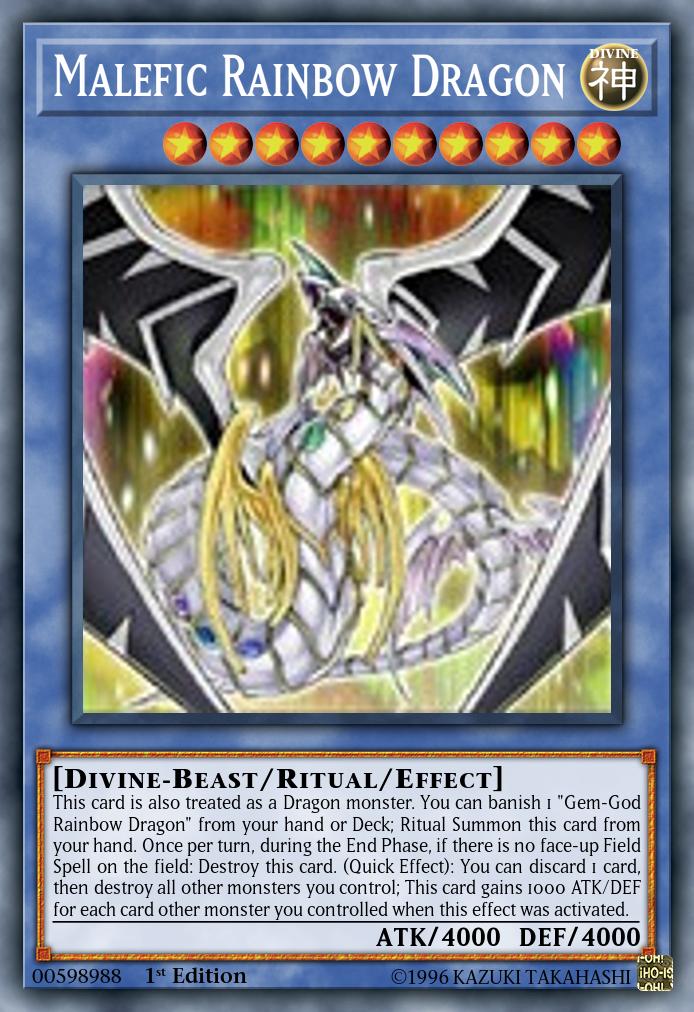 Malefic Rainbow Dragon
DIVINE
神
[Divine-Beast/Ritual/Effect]
This card is also treated as a Dragon monster. You can banish 1 "Gem-God
Rainbow Dragon" from your hand or Deck; Ritual Summon this card from
your hand. Once per turn, during the End Phase, if there is no face-up Field
Spell on the field: Destroy this card. (Quick Effect): You can discard 1 card,
then destroy all other monsters you control; This card gains 1000 ATK/DEF
for each card other monster you controlled when this effect was activated.
ATK/4000 DEF/4000
00598988 1st Edition ©1996 KAZUKI TAKAHASHI